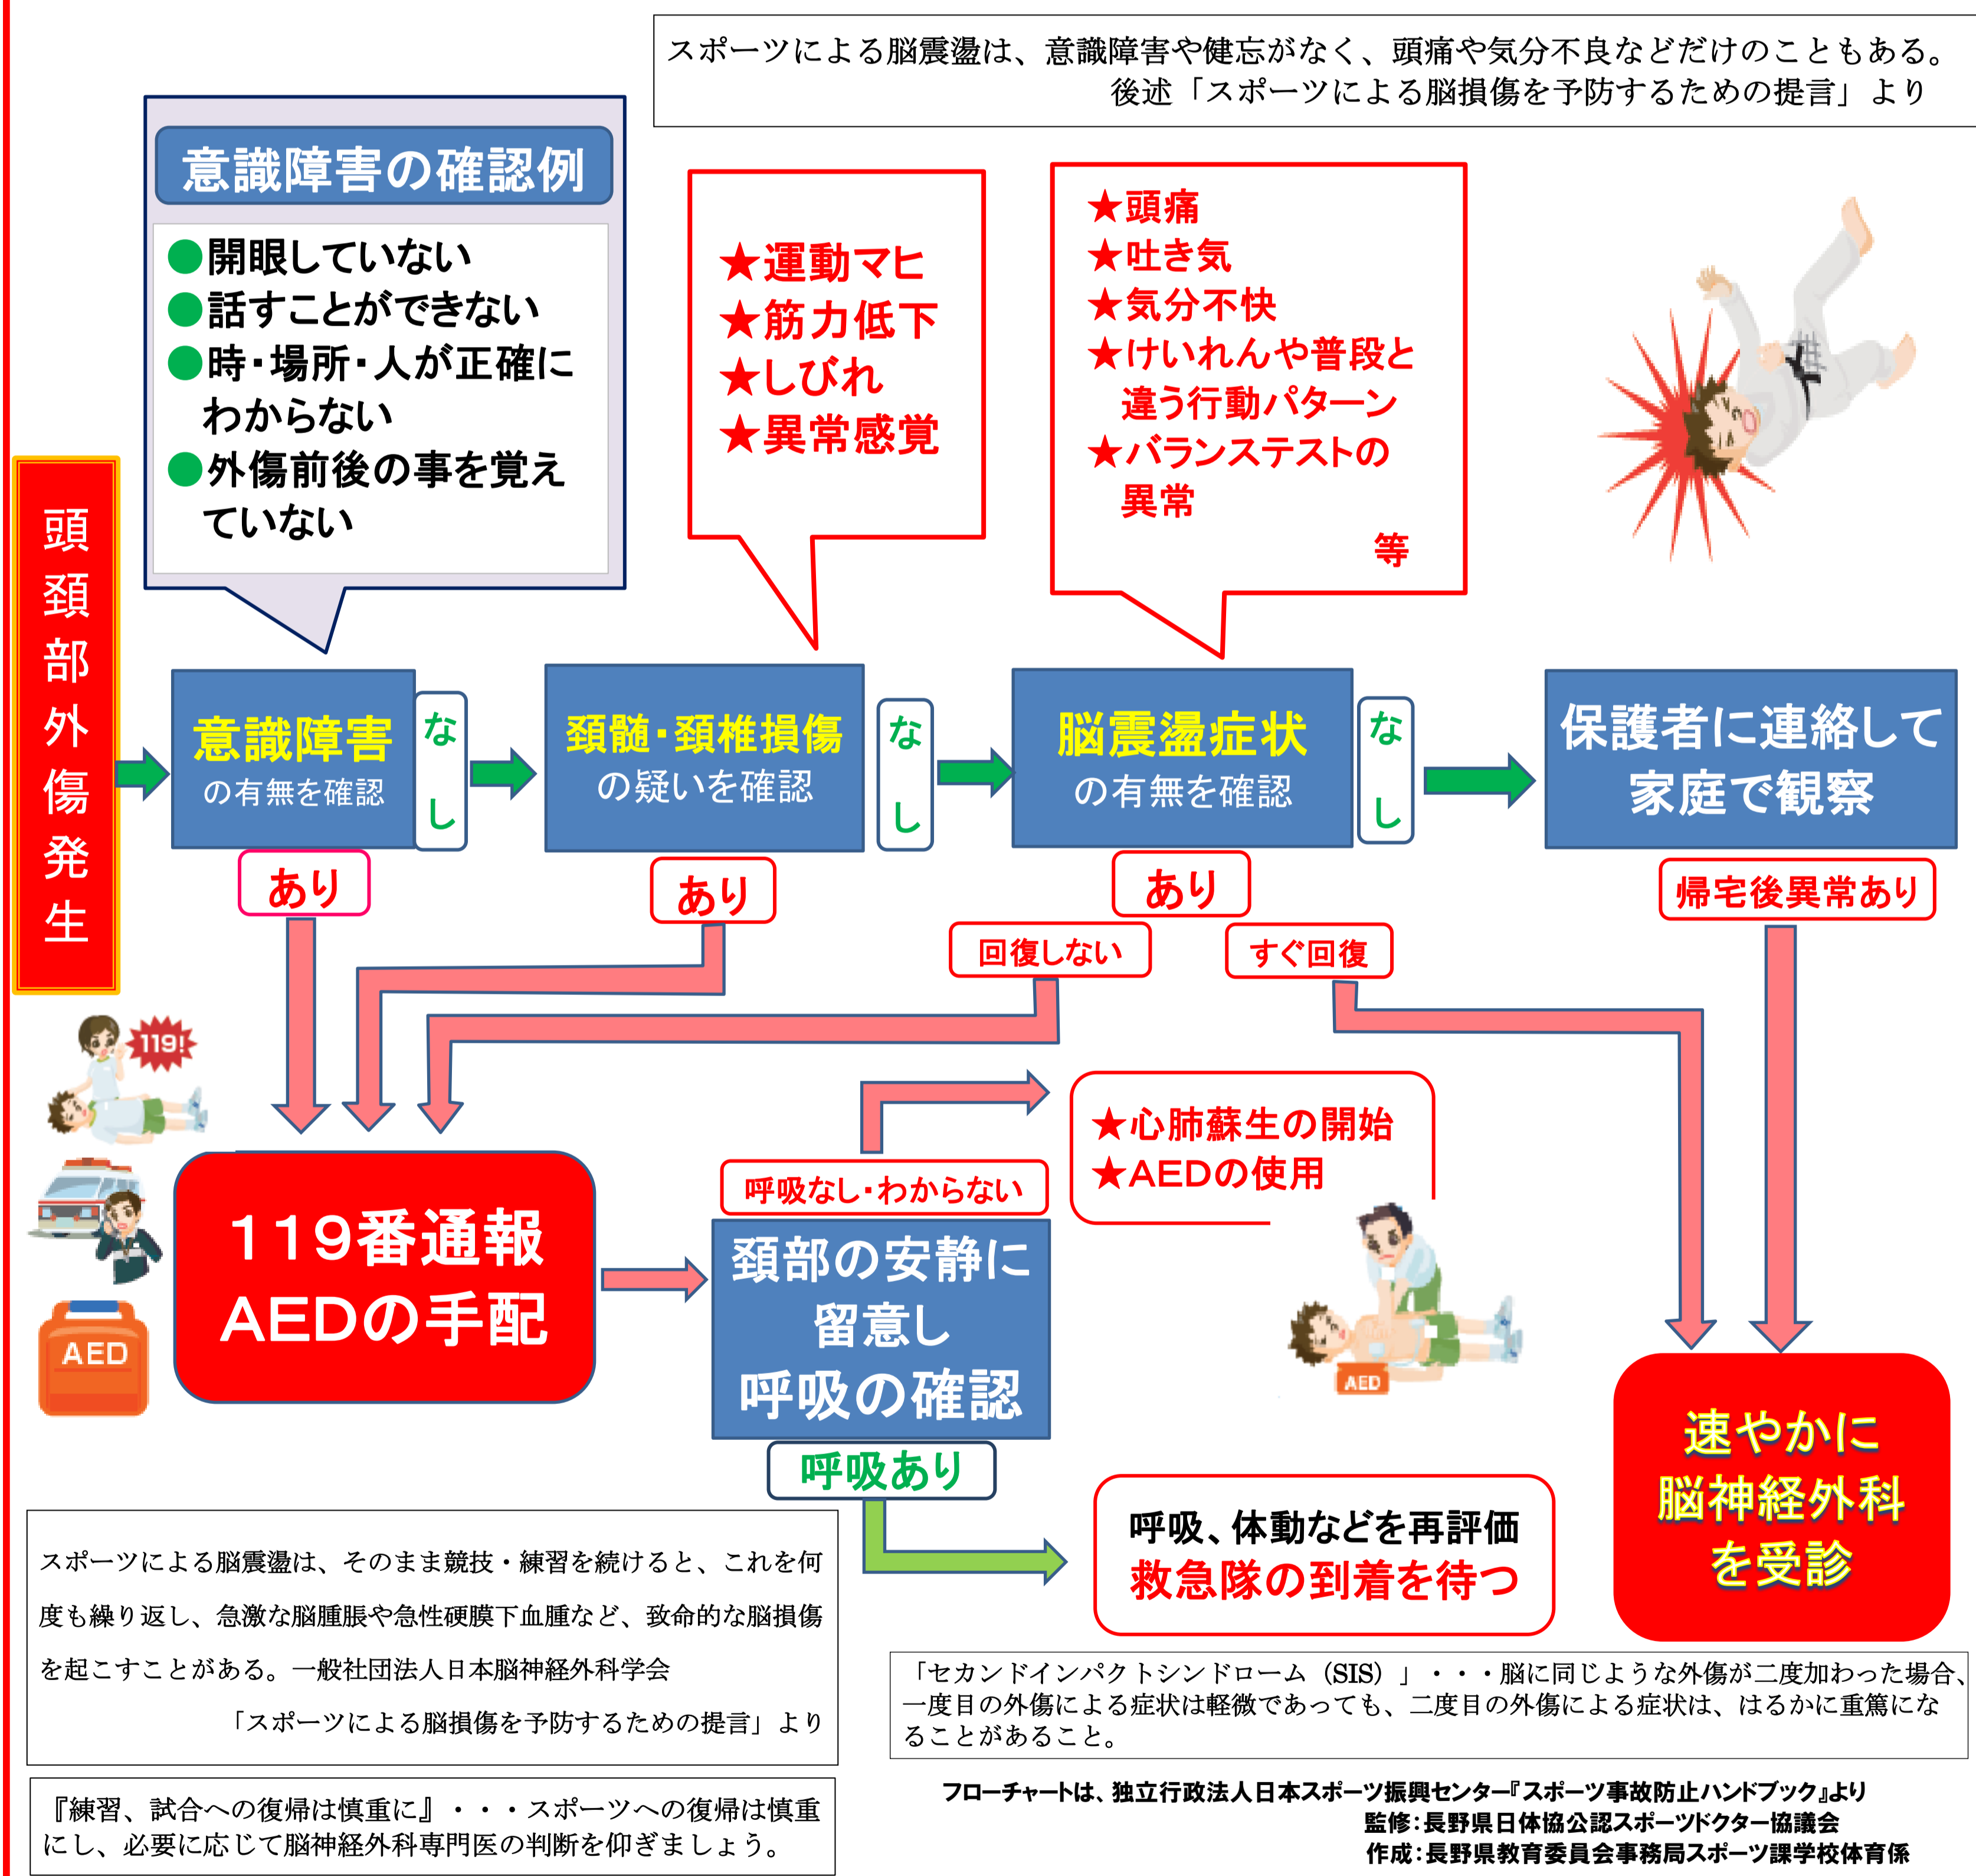 スポーツによる脳震盪は、意識障害や健忘がなく、頭痛や気分不良などだけのこともある。
後述「スポーツによる脳損傷を予防するための提言」より
意識障害の確認例
●開眼していない
●話すことができない
●時・場所・人が正確に
わからない
●外傷前後の事を覚え
ていない
★運動マヒ
★筋力低下
★しびれ
★異常感覚
★頭痛
★吐き気
★気分不快
★けいれんや普段と
違う行動パターン
★バランステストの
異常
等
頭頚部外傷発生
意識障害
の有無を確認
なし
あり
頚髄・頚椎損傷
の疑いを確認
なし
あり
脳震盪症状
の有無を確認
なし
あり
回復しない
すぐ回復
保護者に連絡して
家庭で観察
帰宅後異常あり
119!
AED
119番通報
AEDの手配
呼吸なし・わからない
頚部の安静に
留意し
呼吸の確認
呼吸あり
★心肺蘇生の開始
★AEDの使用
AED
呼吸、体動などを再評価
救急隊の到着を待つ
速やかに
脳神経外科
を受診
スポーツによる脳震盪は、そのまま競技・練習を続けると、これを何
度も繰り返し、急激な脳腫脹や急性硬膜下血腫など、致命的な脳損傷
を起こすことがある。一般社団法人日本脳神経外科学会
「スポーツによる脳損傷を予防するための提言」より
「セカンドインパクトシンドローム（SIS）」・・・脳に同じような外傷が二度加わった場合、
一度目の外傷による症状は軽微であっても、二度目の外傷による症状は、はるかに重篤にな
ることがあること。
『練習、試合への復帰は慎重に』・・・スポーツへの復帰は慎重
にし、必要に応じて脳神経外科専門医の判断を仰ぎましょう。
フローチャートは、独立行政法人日本スポーツ振興センター『スポーツ事故防止ハンドブック』より
監修：長野県日体協公認スポーツドクター協議会
作成：長野県教育委員会事務局スポーツ課学校体育係